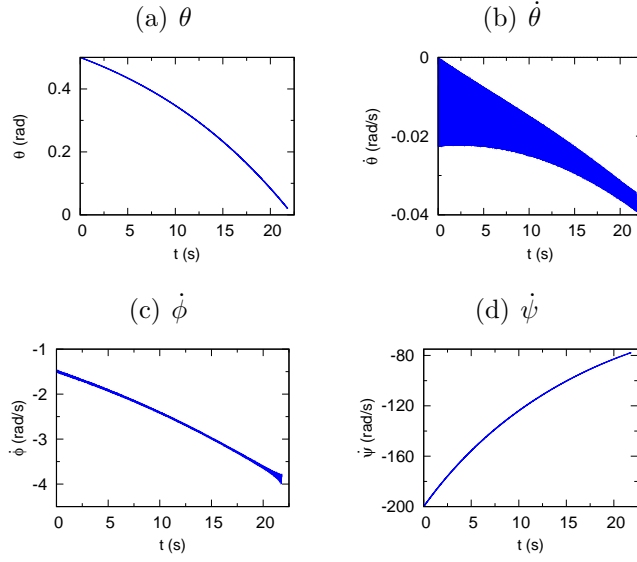 (a) θ
(b) θ̇
0.4
0.2
0
θ (rad)
0 5 10 15 20
t (s)
0
-0.02
-0.04
θ̇ (rad/s)
0 5 10 15 20
t (s)
(c) ϕ̇
(d) ψ̇
-1
-2
-3
-4
ϕ̇ (rad/s)
0 5 10 15 20
t (s)
-80
-120
-160
-200
ψ̇ (rad/s)
0 5 10 15 20
t (s)